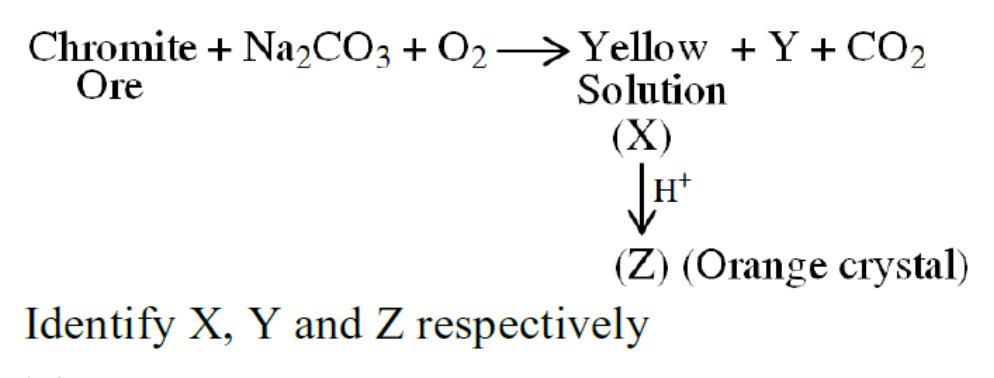 Chromite + Na₂CO₃ + O₂ ⟶ Yellow + Y + CO₂
Ore Solution
(X)
H⁺
(Z) (Orange crystal)
Identify X, Y and Z respectively